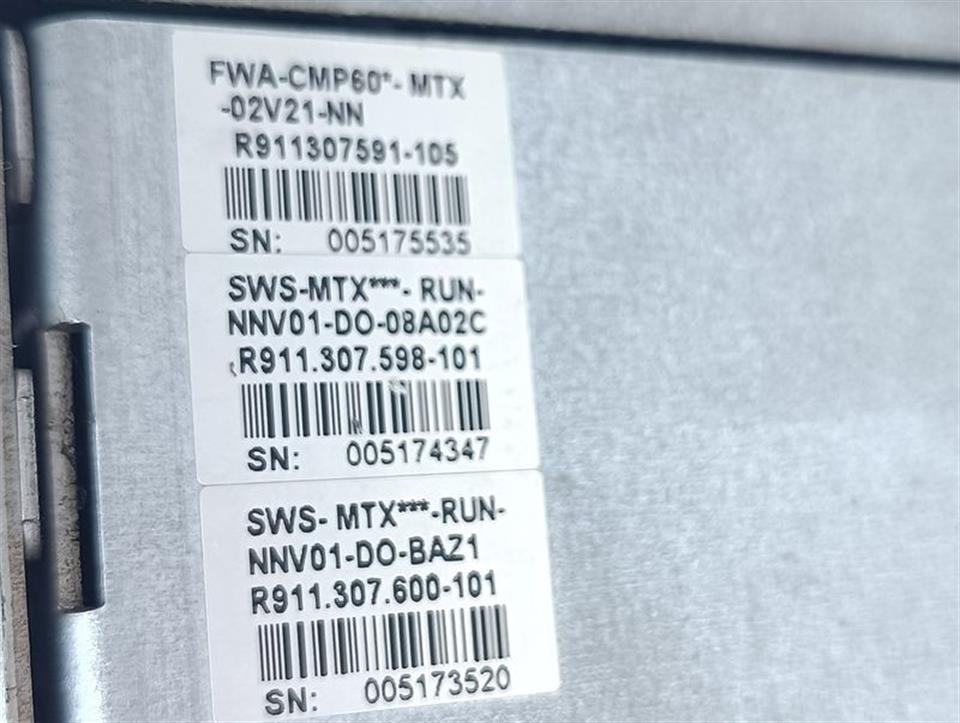 FWA-CMP60*- MTX
-02V21-NN
R911307591-105
SN: 005175535
SWS-MTX***- RUN-
NNV01-DO-08A02C
R911.307.598-101
SN: 005174347
SWS- MTX***-RUN-
NNV01-DO-BAZ1
R911.307.600-101
SN: 005173520